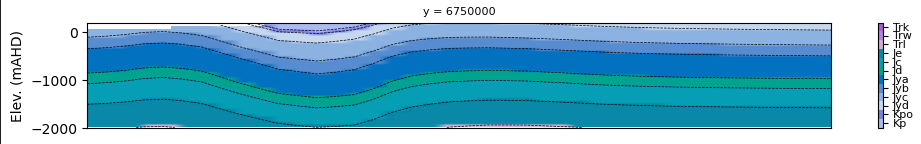 y = 6750000
Elev. (mAHD)
0
−1000
−2000
Trk
Trw
Trl
Je
Jc
Jd
Jya
Jyb
Jyc
Jyd
Kpo
Kp